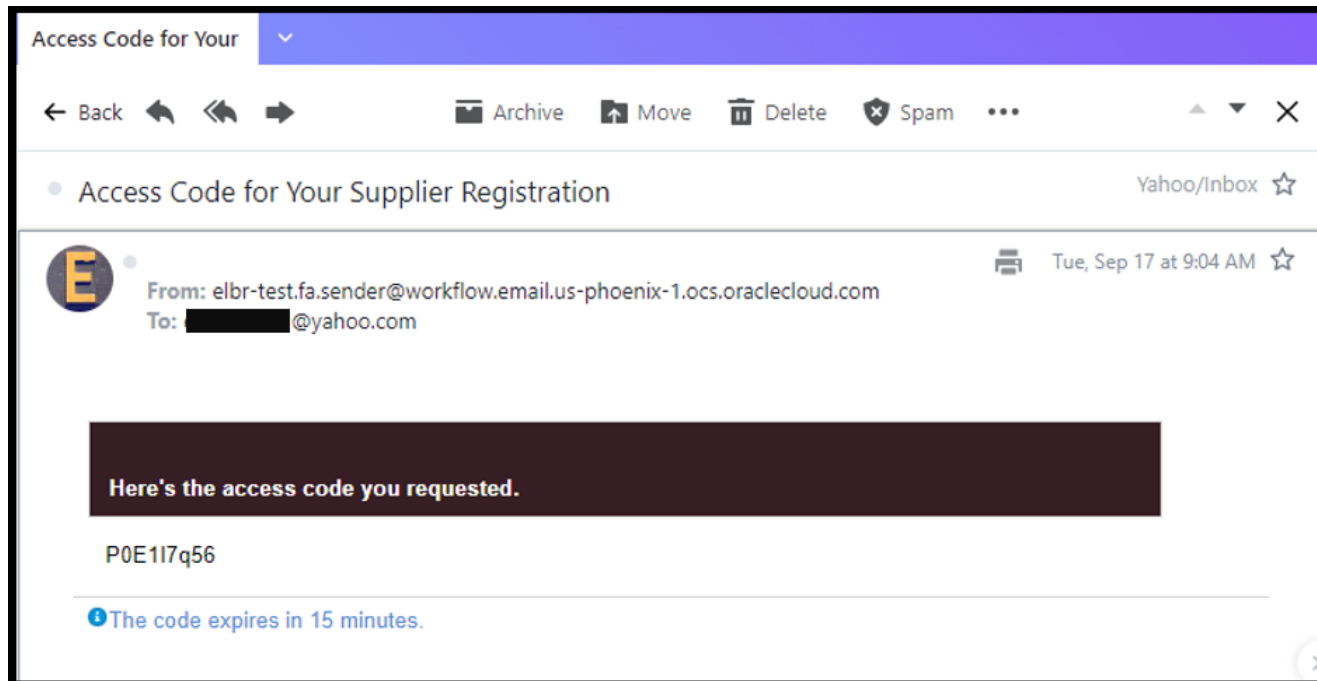 Access Code for Your
Back Archive Move Delete Spam
Access Code for Your Supplier Registration Yahoo/Inbox
E
Tue, Sep 17 at 9:04 AM
From: elbr-test.fa.sender@workflow.email.us-phoenix-1.ocs.oraclecloud.com
To: @yahoo.com
Here's the access code you requested.
The code expires in 15 minutes.